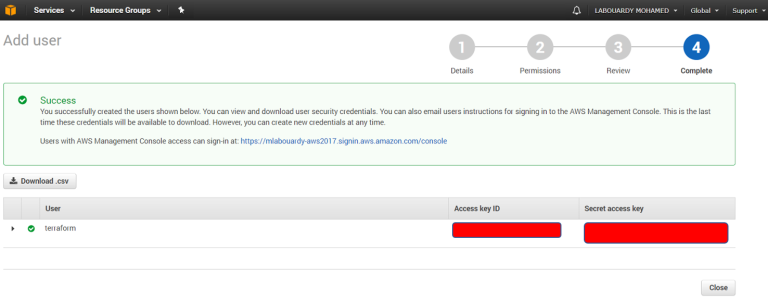 Services Resource Groups LABOUARDY MOHAMED Global Support
Add user
1 2 3 4
Details Permissions Review Complete
Success
You successfully created the users shown below. You can view and download user security credentials. You can also email users instructions for signing in to the AWS Management Console. This is the last
time these credentials will be available to download. However, you can create new credentials at any time.
Users with AWS Management Console access can sign-in at: https://mlabouardy-aws2017.signin.aws.amazon.com/console
Download .csv
User Access key ID Secret access key
terraform
Close